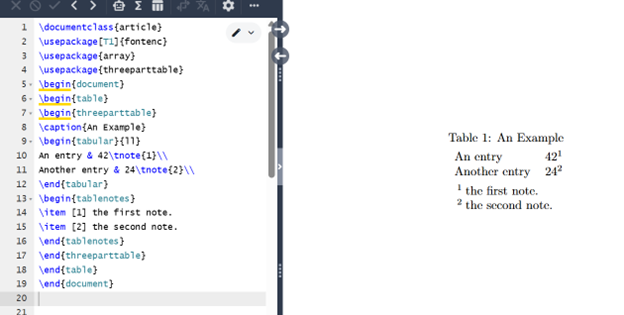 1 \documentclass{article}
2 \usepackage[T1]{fontenc}
3 \usepackage{array}
4 \usepackage{threeparttable}
5 \begin{document}
6 \begin{table}
7 \begin{threeparttable}
8 \caption{An Example}
9 \begin{tabular}{ll}
10 An entry & 42\tnote{1}\\
11 Another entry & 24\tnote{2}\\
12 \end{tabular}
13 \begin{tablenotes}
14 \item [1] the first note.
15 \item [2] the second note.
16 \end{tablenotes}
17 \end{threeparttable}
18 \end{table}
19 \end{document}
20
21
Table 1: An Example
An entry 42¹
Another entry 24²
¹ the first note.
² the second note.